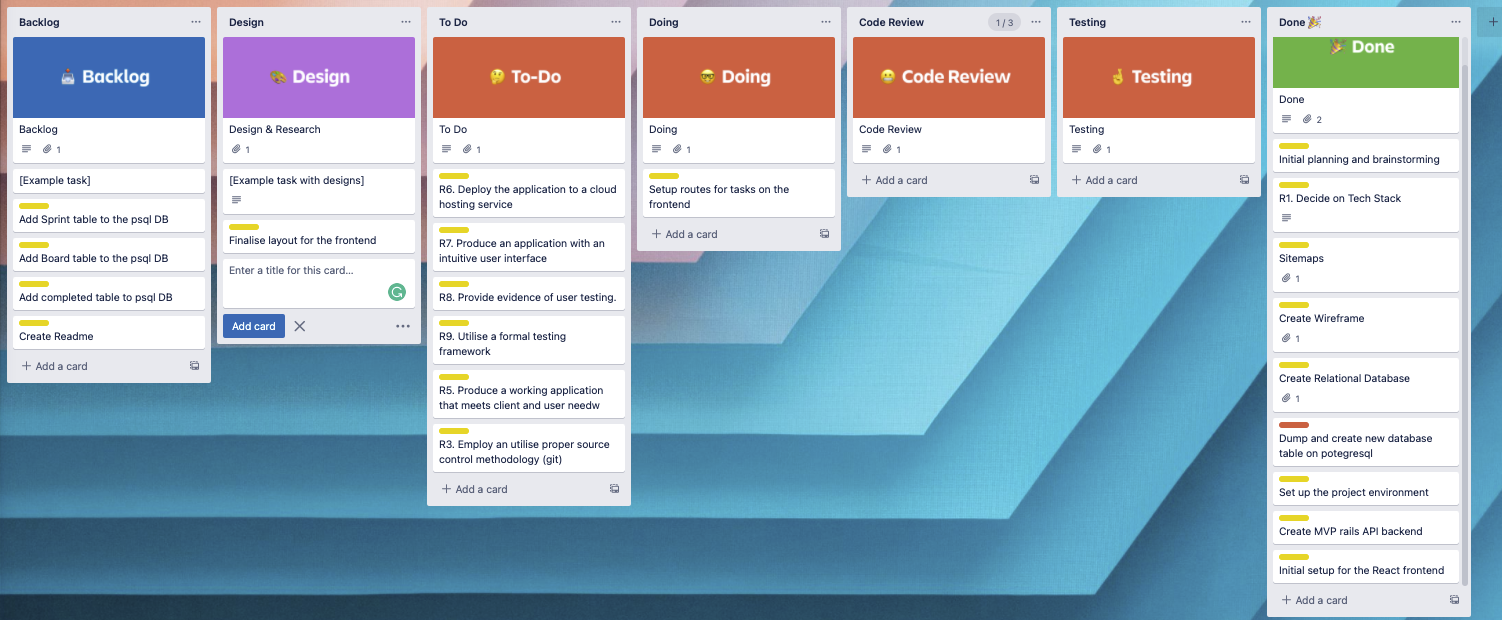 Backlog
Backlog
Backlog
1
[Example task]
Add Sprint table to the psql DB
Add Board table to the psql DB
Add completed table to psql DB
Create Readme
+ Add a card
Design
Design
Design & Research
1
[Example task with designs]
Finalise layout for the frontend
Enter a title for this card...
Add card
To Do
To-Do
To Do
1
R6. Deploy the application to a cloud
hosting service
R7. Produce an application with an
intuitive user interface
R8. Provide evidence of user testing.
R9. Utilise a formal testing
framework
R5. Produce a working application
that meets client and user needw
R3. Employ an utilise proper source
control methodology (git)
+ Add a card
Doing
Doing
Doing
1
Setup routes for tasks on the
frontend
+ Add a card
Code Review
1 / 3
Code Review
Code Review
1
+ Add a card
Testing
Testing
Testing
1
+ Add a card
Done 🎉
Done
Done
2
Initial planning and brainstorming
R1. Decide on Tech Stack
Sitemaps
1
Create Wireframe
1
Create Relational Database
1
Dump and create new database
table on potegresql
Set up the project environment
Create MVP rails API backend
Initial setup for the React frontend
+ Add a card